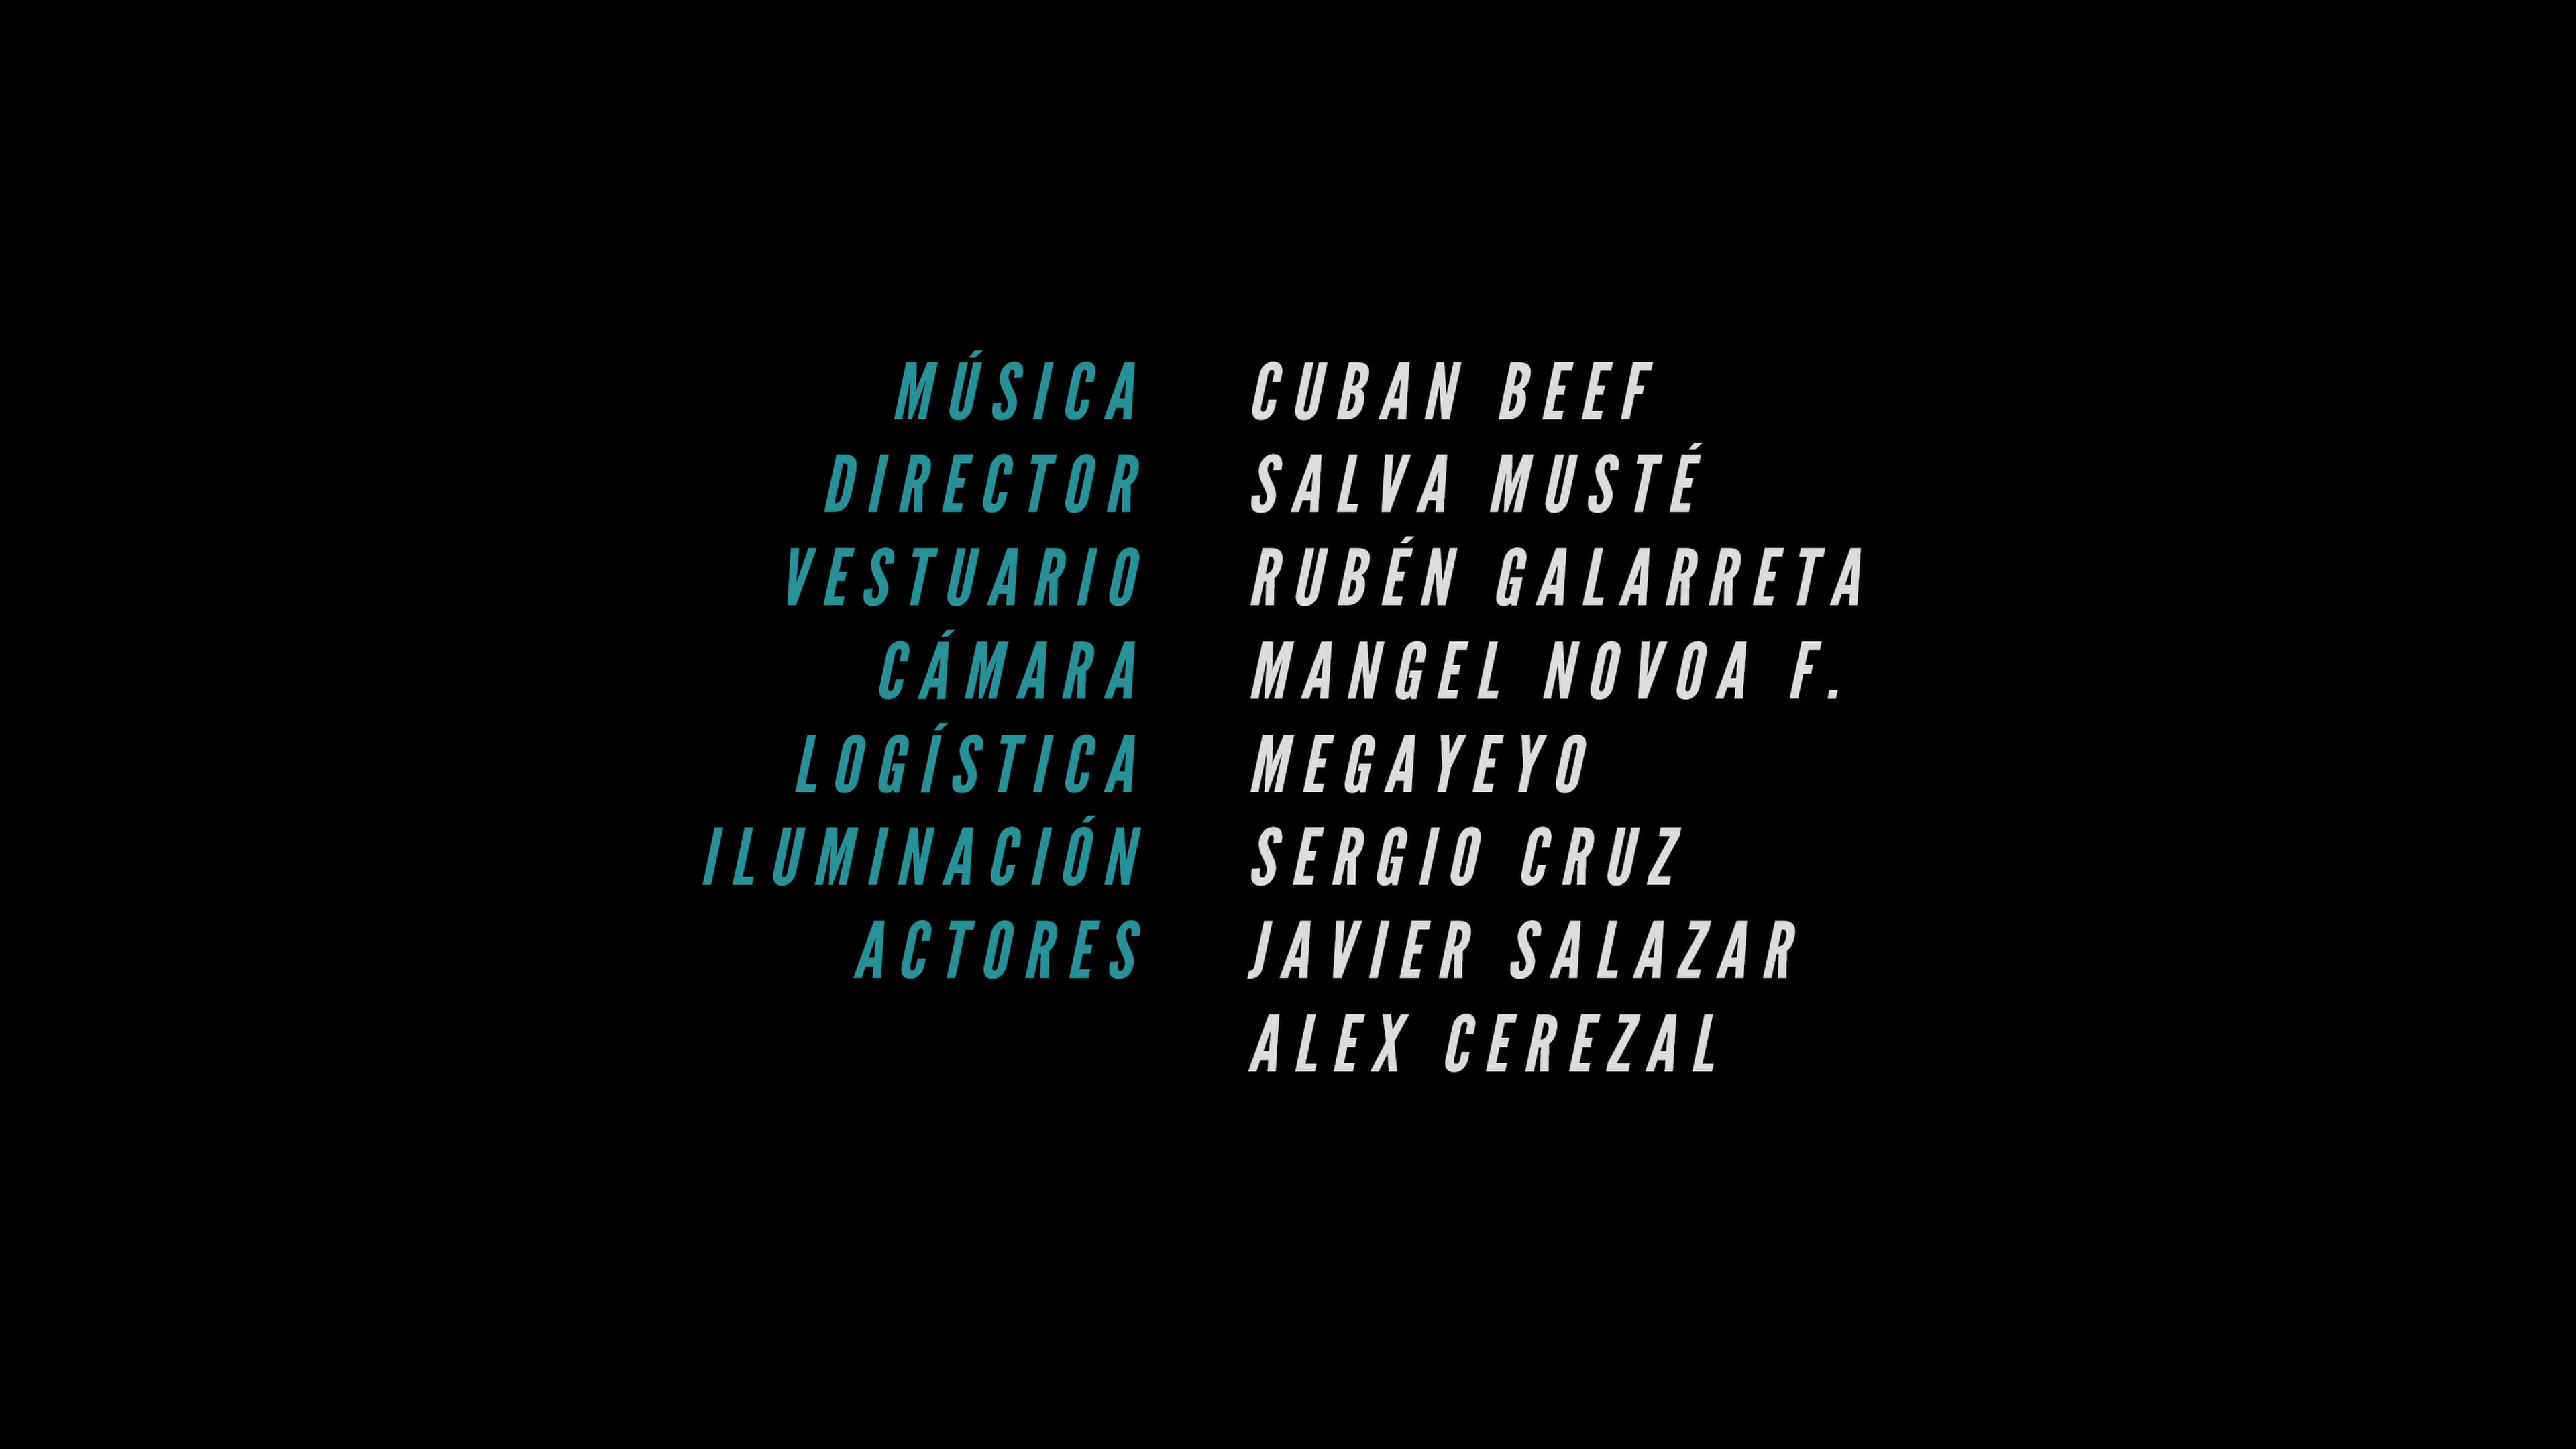 MÚSICA CUBAN BEEF
DIRECTOR SALVA MUSTÉ
VESTUARIO RUBÉN GALARRETA
CÁMARA MANGEL NOVOA F.
LOGÍSTICA MEGAYEYO
ILUMINACIÓN SERGIO CRUZ
ACTORES JAVIER SALAZAR
ALEX CEREZAL